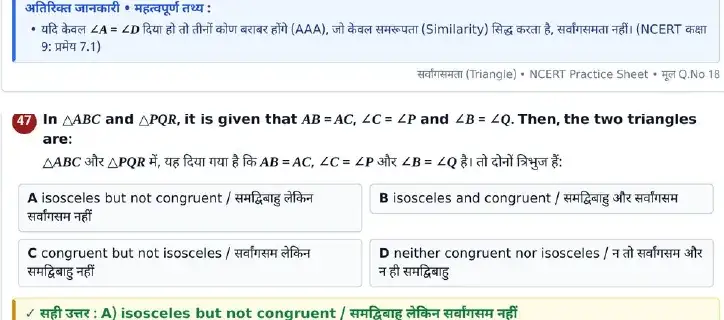 अतिरिक्त जानकारी • महत्वपूर्ण तथ्य :
• यदि केवल ∠A = ∠D दिया हो तो तीनों कोण बराबर होंगे (AAA), जो केवल समरूपता (Similarity) सिद्ध करता है, सर्वांगसमता नहीं। (NCERT कक्षा
9: प्रमेय 7.1)
सर्वांगसमता (Triangle) • NCERT Practice Sheet • मूल Q.No 18
47 In △ABC and △PQR, it is given that AB = AC, ∠C = ∠P and ∠B = ∠Q. Then, the two triangles
are:
△ABC और △PQR में, यह दिया गया है कि AB = AC, ∠C = ∠P और ∠B = ∠Q है। तो दोनों त्रिभुज हैं:
A isosceles but not congruent / समद्विबाहु लेकिन
सर्वांगसम नहीं
B isosceles and congruent / समद्विबाहु और सर्वांगसम
C congruent but not isosceles / सर्वांगसम लेकिन
समद्विबाहु नहीं
D neither congruent nor isosceles / न तो सर्वांगसम और
न ही समद्विबाहु
✓ सही उत्तर : A) isosceles but not congruent / समद्विबाहु लेकिन सर्वांगसम नहीं